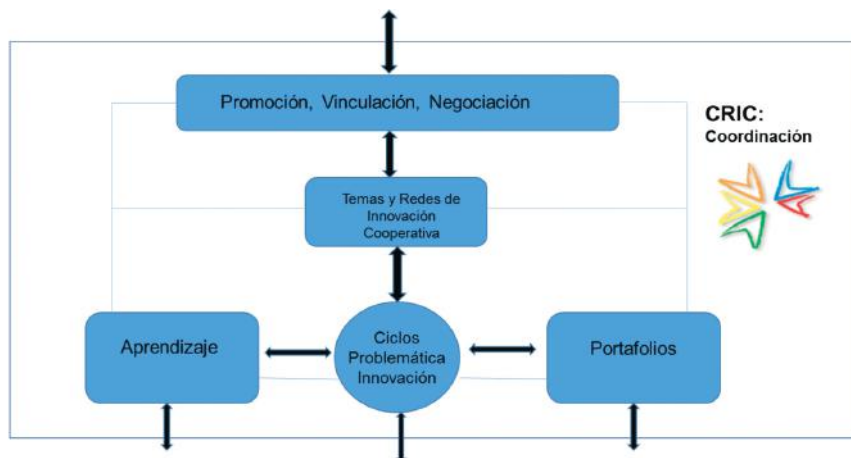 Promoción, Vinculación, Negociación
CRIC:
Coordinación
Temas y Redes de
Innovación
Cooperativa
Aprendizaje
Ciclos
Problemática
Innovación
Portafolios